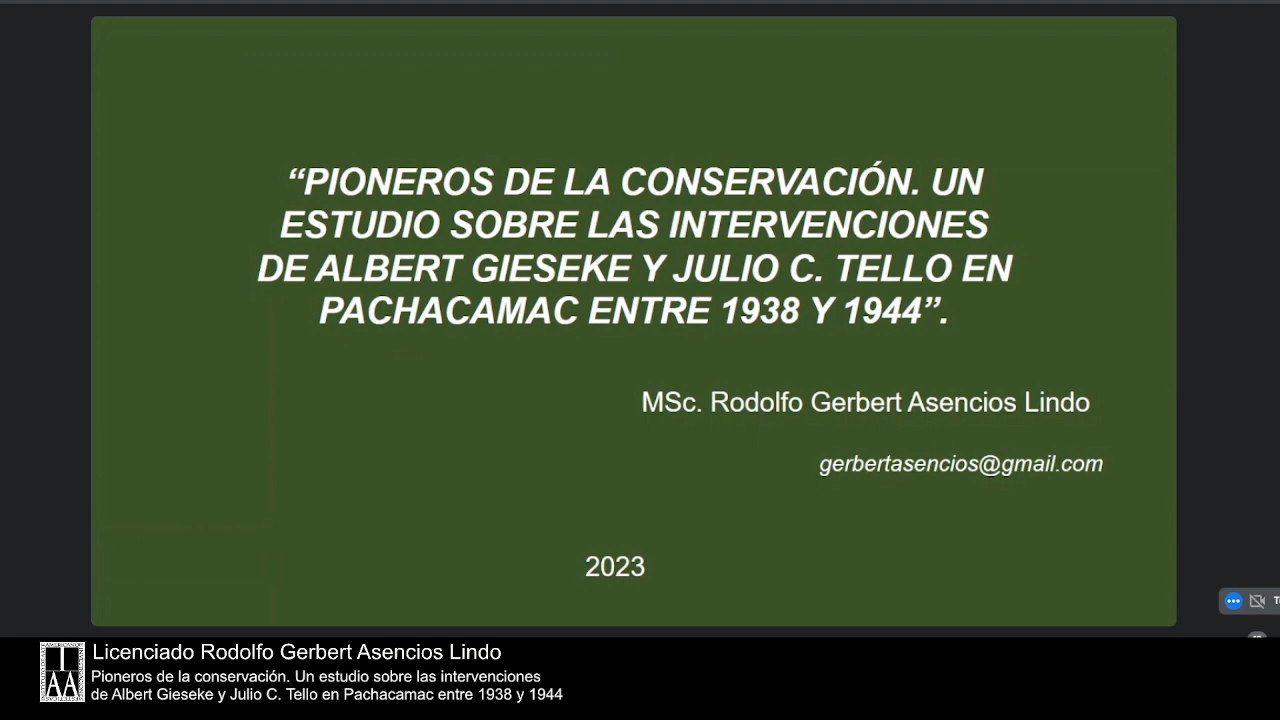 “PIONEROS DE LA CONSERVACIÓN. UN
ESTUDIO SOBRE LAS INTERVENCIONES
DE ALBERT GIESEKE Y JULIO C. TELLO EN
PACHACAMAC ENTRE 1938 Y 1944”.
MSc. Rodolfo Gerbert Asencios Lindo
gerbertasencios@gmail.com
2023
Licenciado Rodolfo Gerbert Asencios Lindo
Pioneros de la conservación. Un estudio sobre las intervenciones
de Albert Gieseke y Julio C. Tello en Pachacamac entre 1938 y 1944